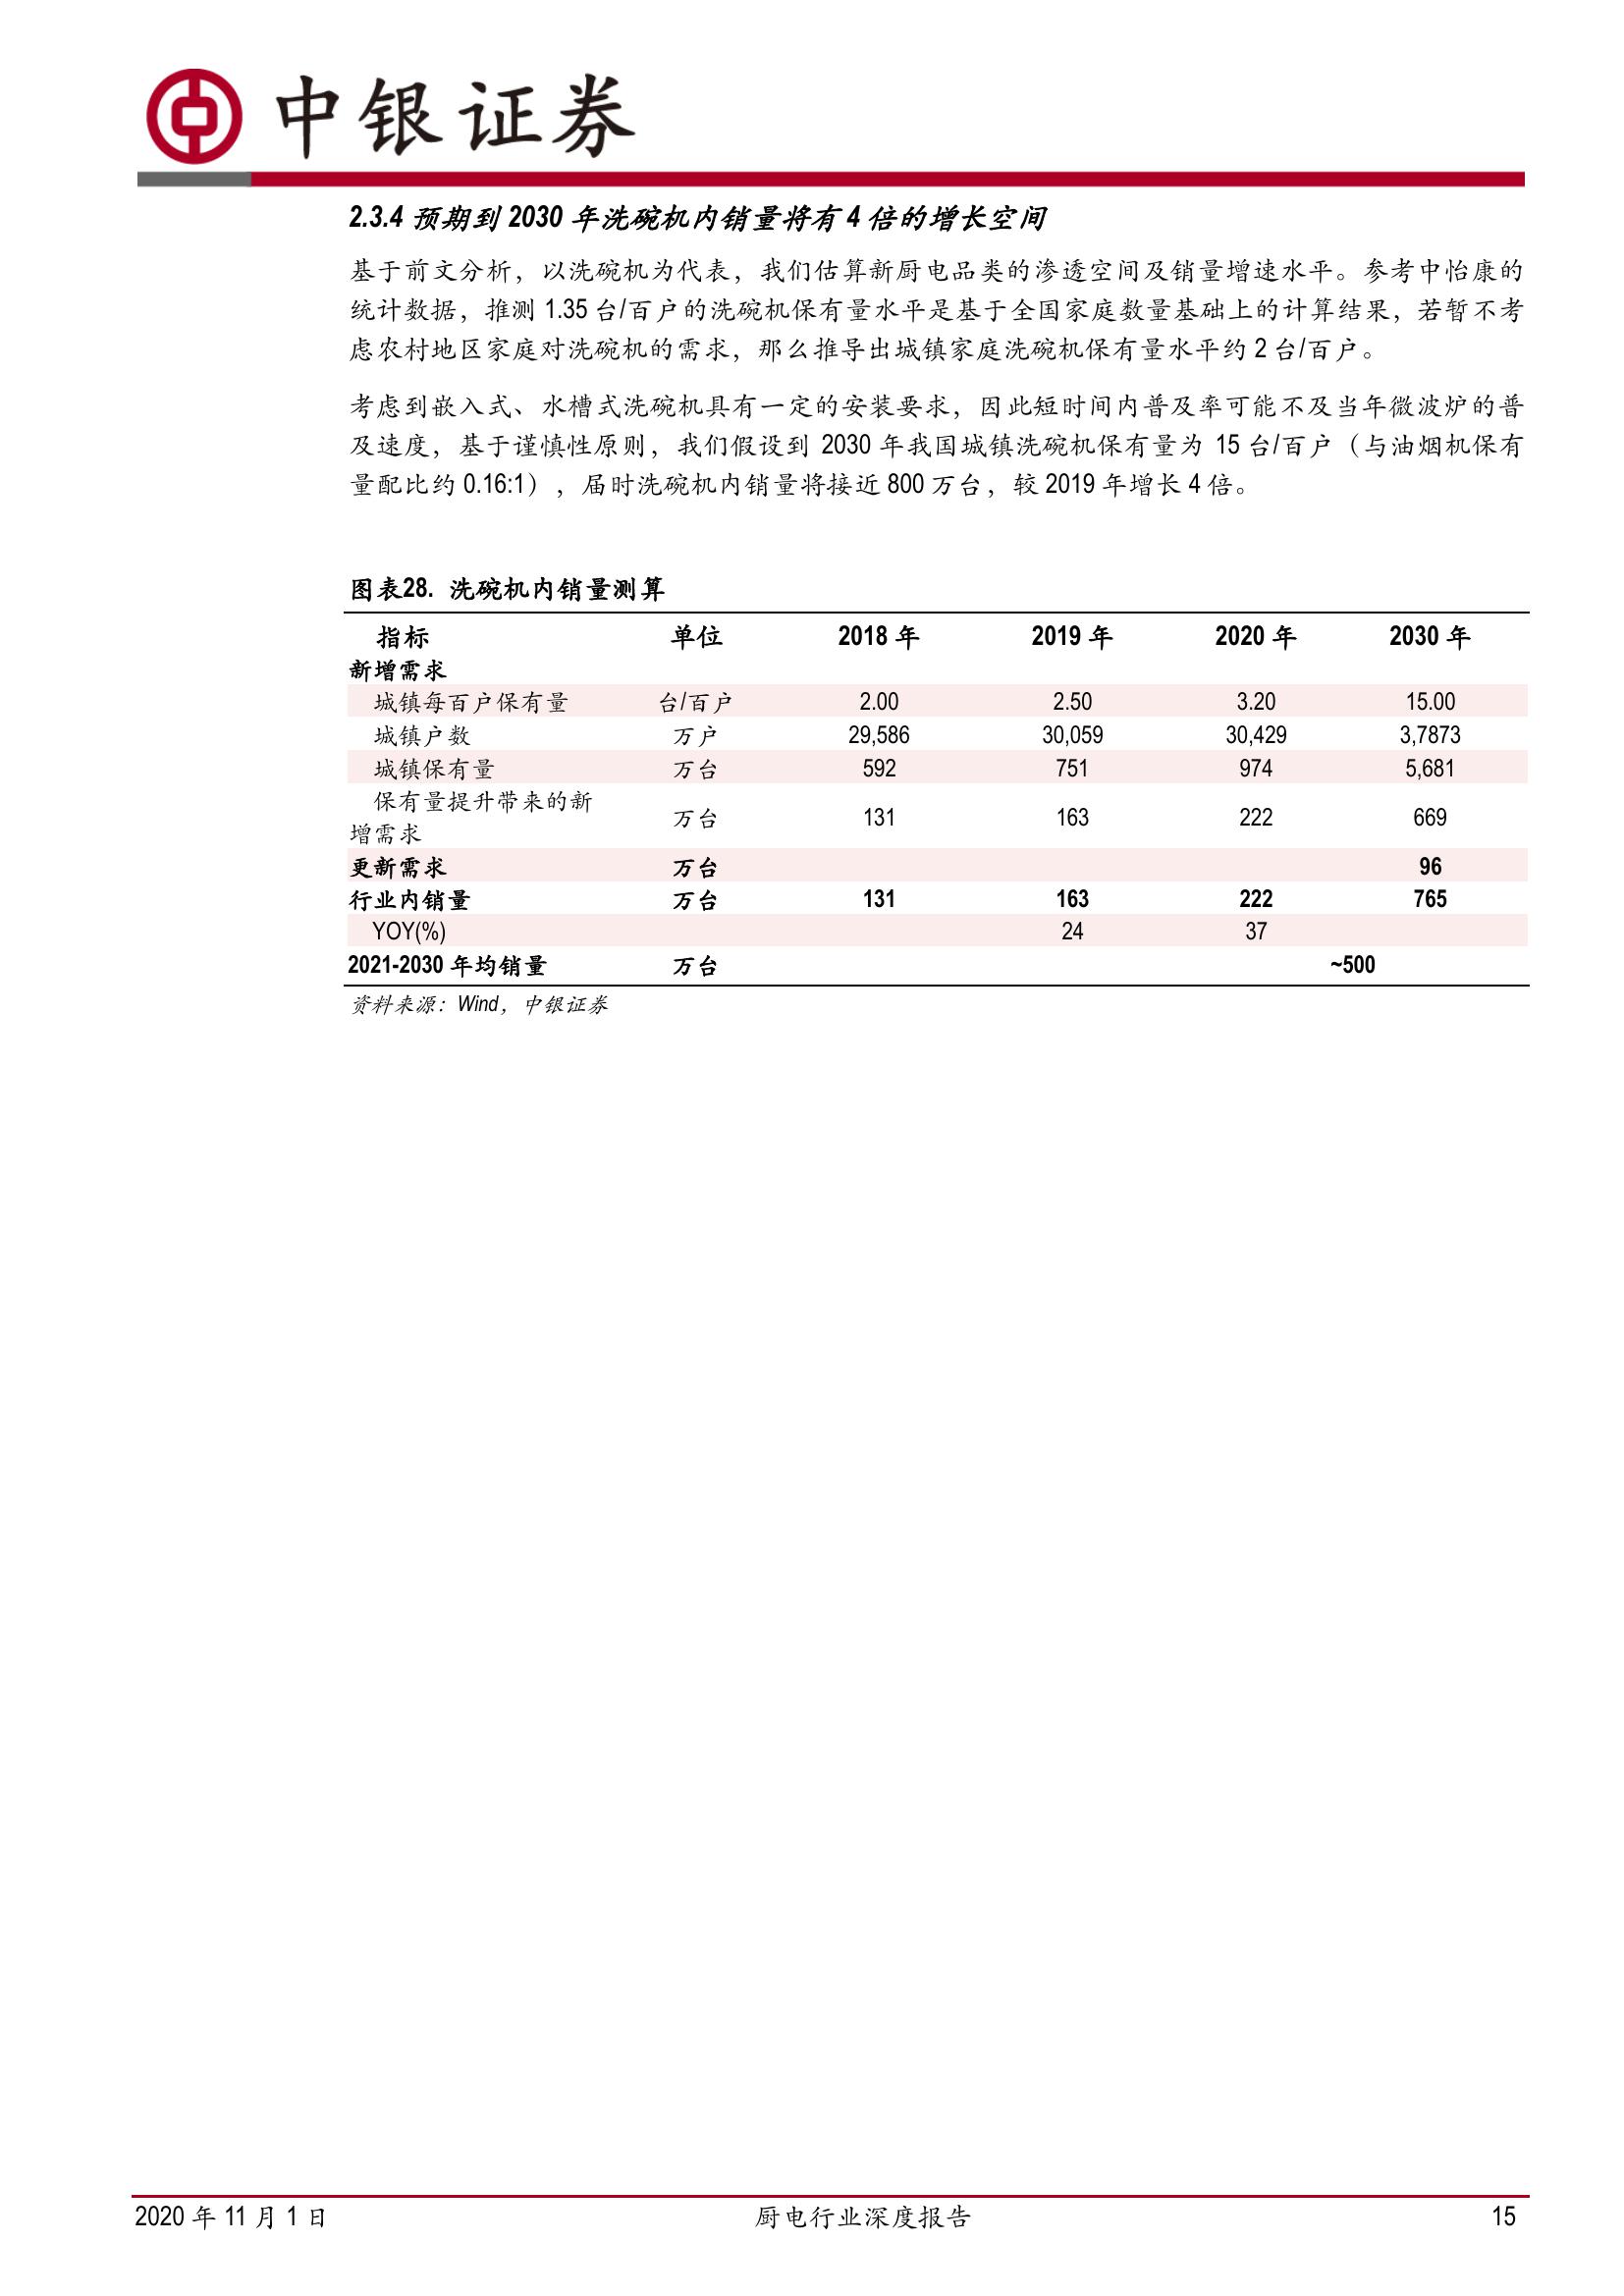 中银证券
2.3.4 预期到 2030 年洗碗机内销量将有 4 倍的增长空间
基于前文分析，以洗碗机为代表，我们估算新厨电品类的渗透空间及销量增速水平。参考中怡康的
统计数据，推测 1.35 台/百户的洗碗机保有量水平是基于全国家庭数量基础上的计算结果，若暂不考
虑农村地区家庭对洗碗机的需求，那么推导出城镇家庭洗碗机保有量水平约 2 台/百户。
考虑到嵌入式、水槽式洗碗机具有一定的安装要求，因此短时间内普及率可能不及当年微波炉的普
及速度，基于谨慎性原则，我们假设到 2030 年我国城镇洗碗机保有量为 15 台/百户（与油烟机保有
量配比约 0.16:1），届时洗碗机内销量将接近 800 万台，较 2019 年增长 4 倍。
图表28. 洗碗机内销量测算
指标 单位 2018 年 2019 年 2020 年 2030 年
新增需求
城镇每百户保有量 台/百户 2.00 2.50 3.20 15.00
城镇户数 万户 29,586 30,059 30,429 3,7873
城镇保有量 万台 592 751 974 5,681
保有量提升带来的新
增需求 万台 131 163 222 669
更新需求 万台 96
行业内销量 万台 131 163 222 765
YOY(%) 24 37
2021-2030 年均销量 万台 ~500
资料来源：Wind，中银证券
2020 年 11 月 1 日 厨电行业深度报告 15